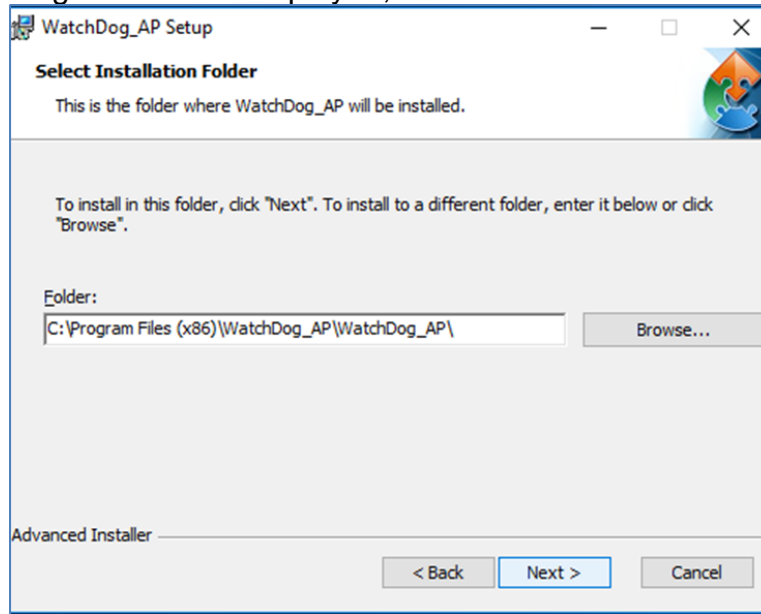 WatchDog_AP Setup
Select Installation Folder
This is the folder where WatchDog_AP will be installed.
To install in this folder, click "Next". To install to a different folder, enter it below or click
"Browse".
Folder:
C:\Program Files (x86)\WatchDog_AP\WatchDog_AP\
Browse...
Advanced Installer
< Back Next > Cancel